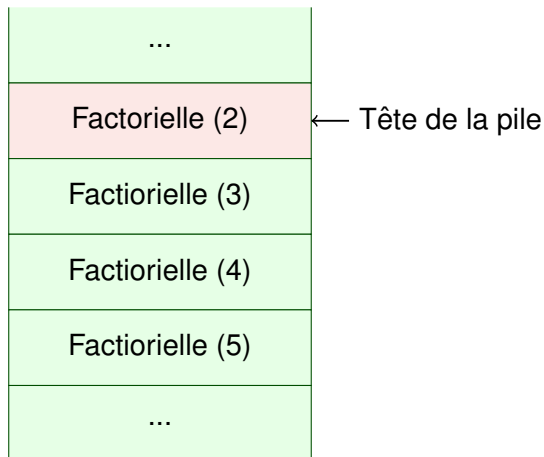 ...
Factorielle (2)
Tête de la pile
Factiorielle (3)
Factiorielle (4)
Factiorielle (5)
...